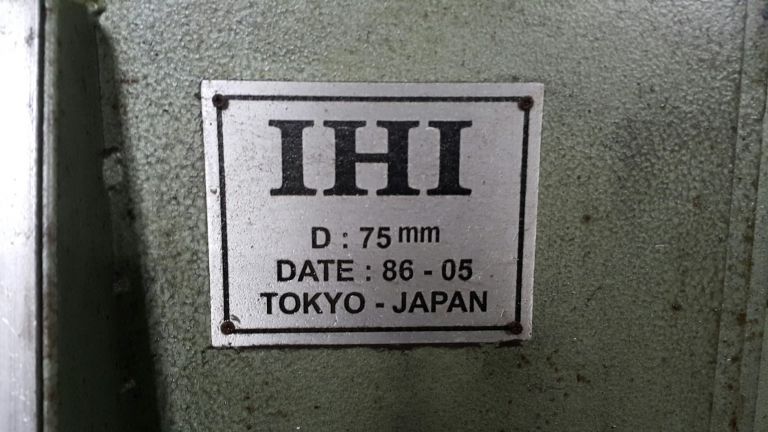 IHI
D : 75 mm
DATE : 86 - 05
TOKYO - JAPAN